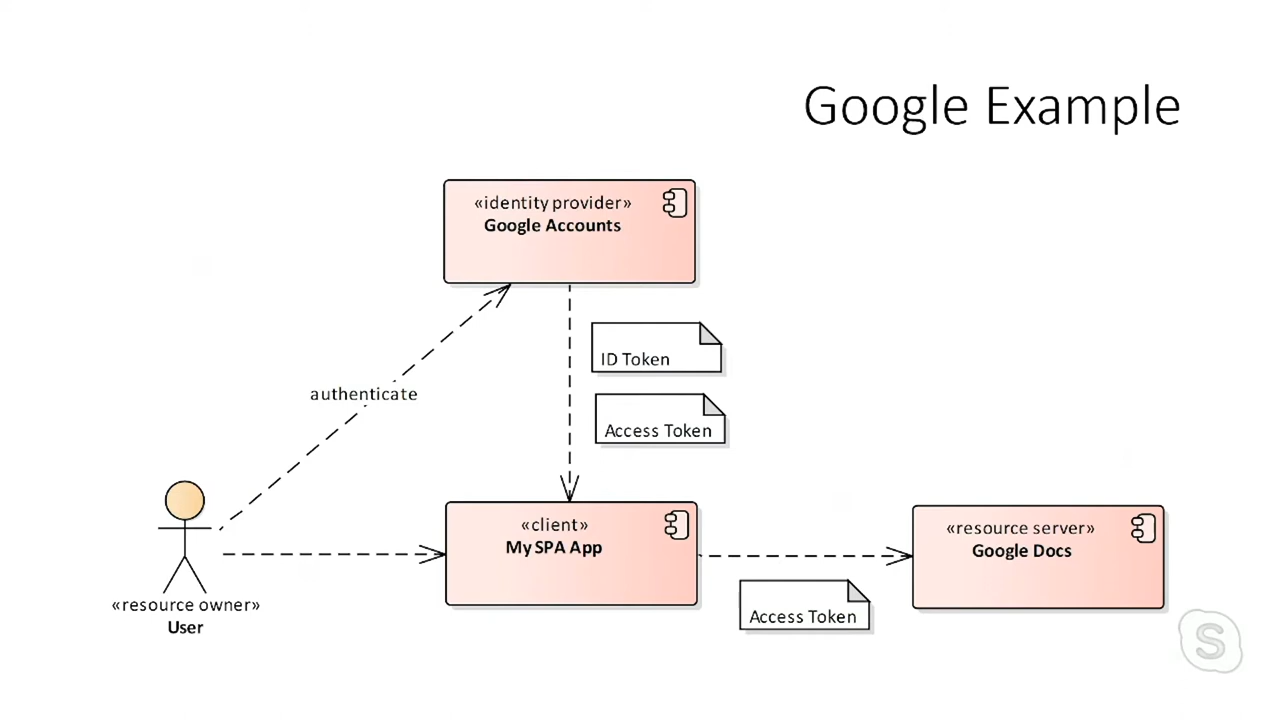 Google Example
«identity provider»
Google Accounts
ID Token
authenticate
Access Token
«client»
My SPA App
«resource server»
Google Docs
Access Token
«resource owner»
User
S